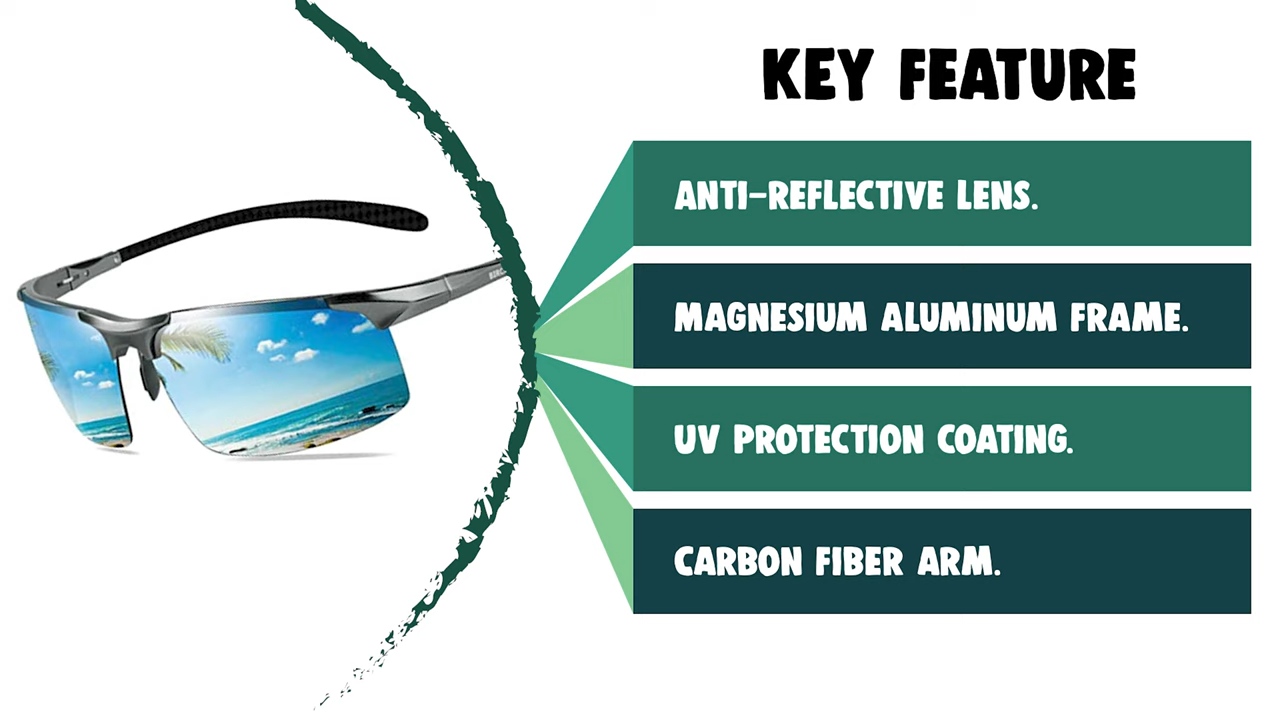 KEY FEATURE
ANTI-REFLECTIVE LENS.
MAGNESIUM ALUMINUM FRAME.
UV PROTECTION COATING.
CARBON FIBER ARM.